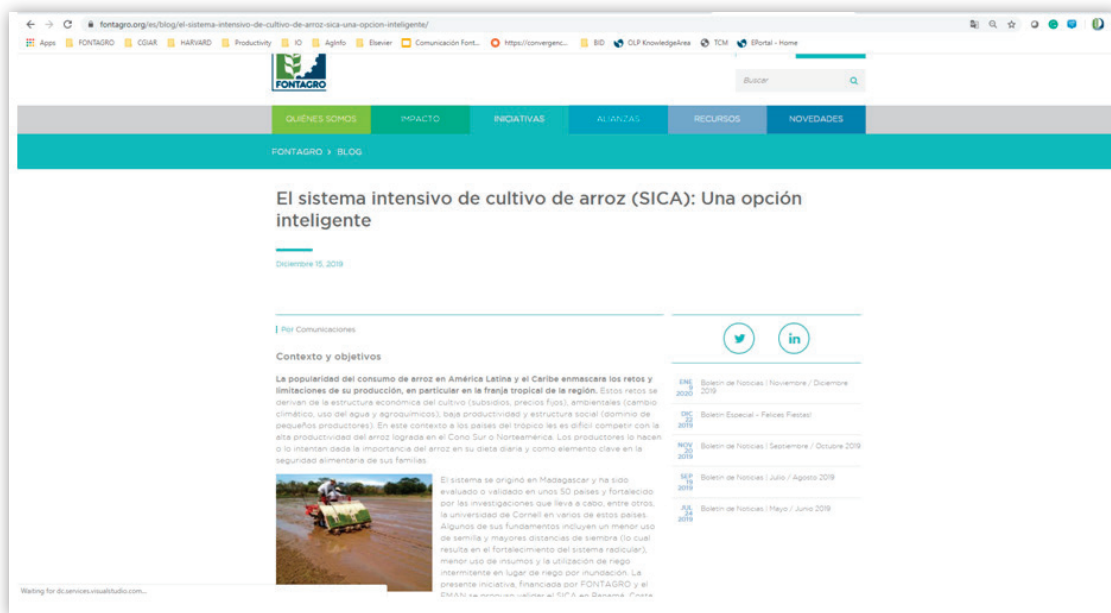 fontagro.org/es/blog/el-sistema-intensivo-de-cultivo-de-arroz-sica-una-opcion-inteligente/
Apps FONTAGRO CGIAR HARVARD Productivity IO AgInfo Elsevier Comunicación Font... https://convergenc... BID OLP KnowledgeArea TCM EPortal - Home
FONTAGRO
Buscar
QUIÉNES SOMOS IMPACTO INICIATIVAS ALIANZAS RECURSOS NOVEDADES
FONTAGRO > BLOG
El sistema intensivo de cultivo de arroz (SICA): Una opción
inteligente
Diciembre 15, 2019
Por Comunicaciones
Contexto y objetivos
La popularidad del consumo de arroz en América Latina y el Caribe enmascara los retos y
limitaciones de su producción, en particular en la franja tropical de la región. Estos retos se
derivan de la estructura económica del cultivo (subsidios, precios fijos), ambientales (cambio
climático, uso del agua y agroquímicos), baja productividad y estructura social (dominio de
pequeños productores). En este contexto a los países del trópico les es difícil competir con la
alta productividad del arroz lograda en el Cono Sur o Norteamérica. Los productores lo hacen
o lo intentan dada la importancia del arroz en su dieta diaria y como elemento clave en la
seguridad alimentaria de sus familias.
El sistema se originó en Madagascar y ha sido
evaluado o validado en unos 50 países y fortalecido
por las investigaciones que lleva a cabo, entre otros,
la universidad de Cornell en varios de estos países.
Algunos de sus fundamentos incluyen un menor uso
de semilla y mayores distancias de siembra (lo cual
resulta en el fortalecimiento del sistema radicular),
menor uso de insumos y la utilización de riego
intermitente en lugar de riego por inundación. La
presente iniciativa, financiada por FONTAGRO y el
FMAN se propuso validar el SICA en Panamá, Costa
in
ENE
9
2020
Boletín de Noticias | Noviembre / Diciembre
2019
DIC
22
2019
Boletín Especial - Felices Fiestas!
NOV
20
2019
Boletín de Noticias | Septiembre / Octubre 2019
SEP
19
2019
Boletín de Noticias | Julio / Agosto 2019
JUL
24
2019
Boletín de Noticias | Mayo / Junio 2019
Waiting for dc.services.visualstudio.com...